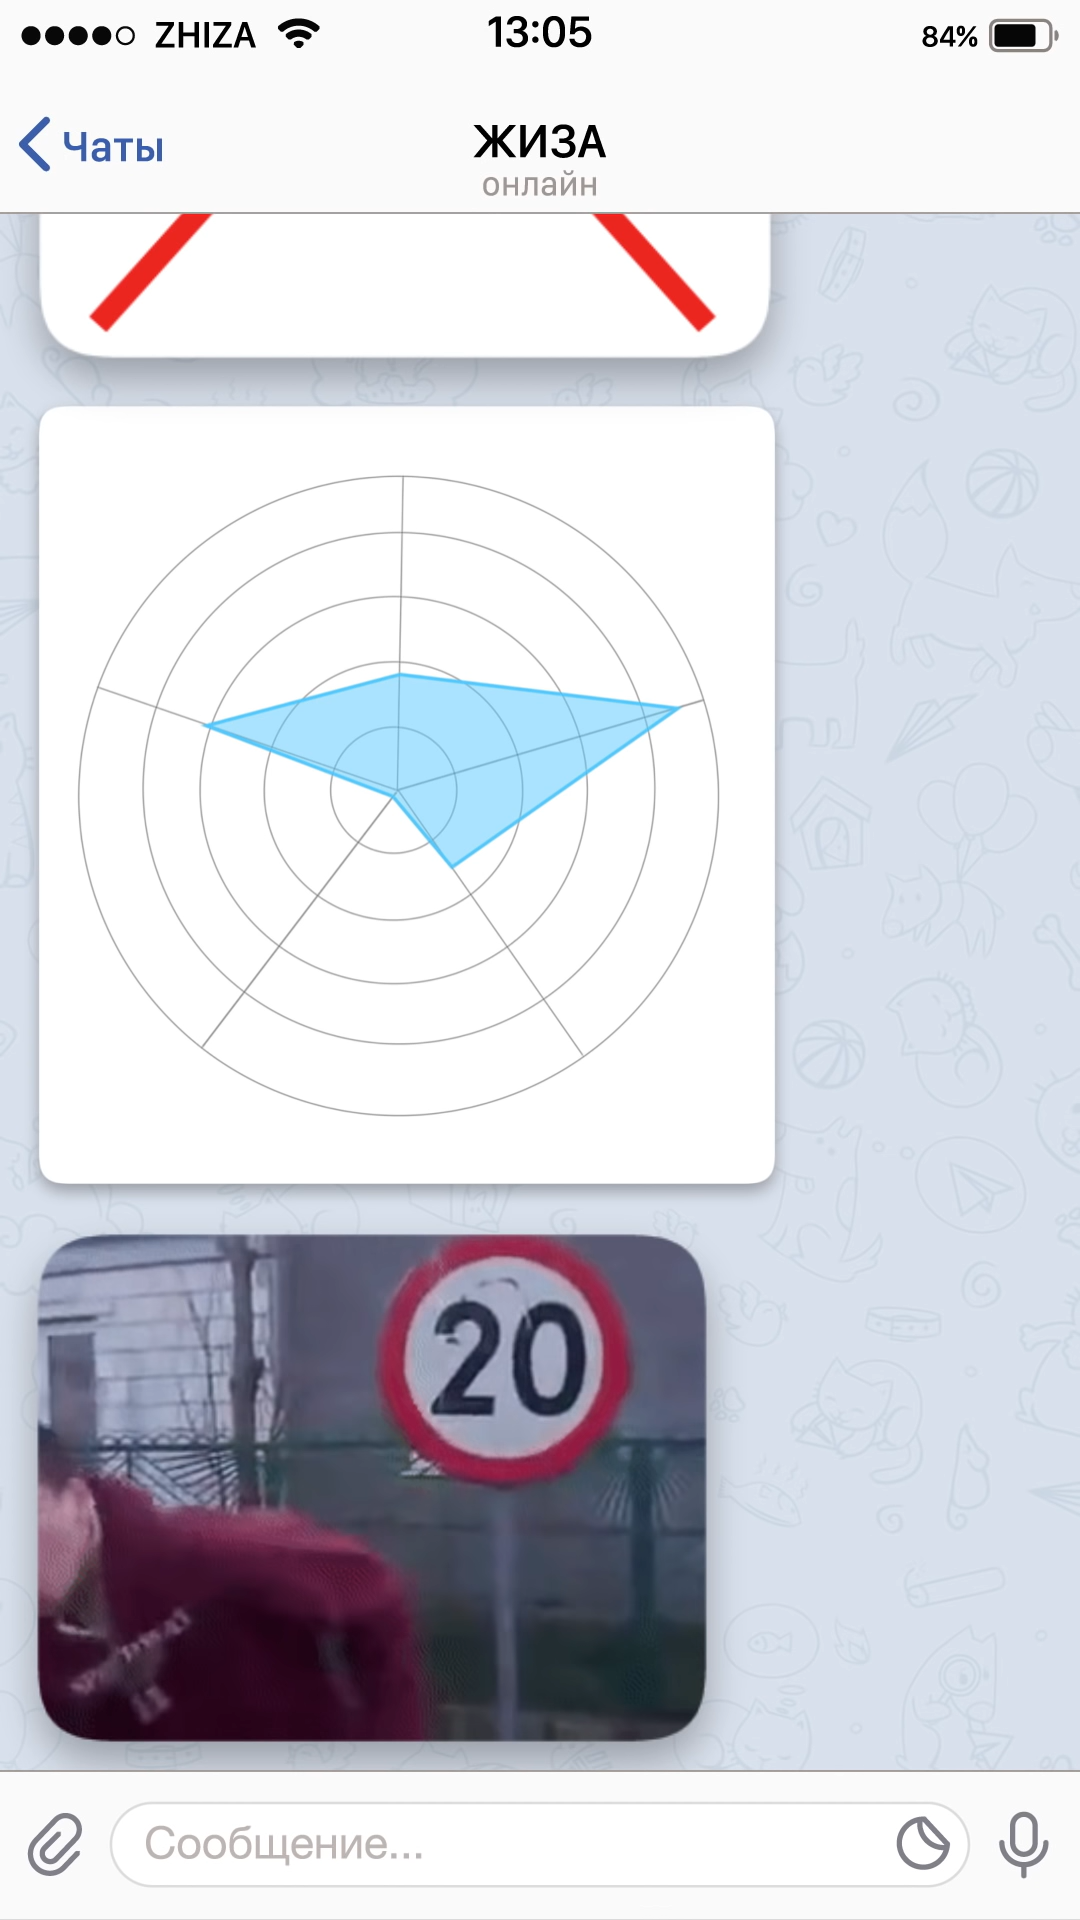 ZHIZA 13:05 84%
Чаты
ЖИЗА
онлайн
20
Сообщение...